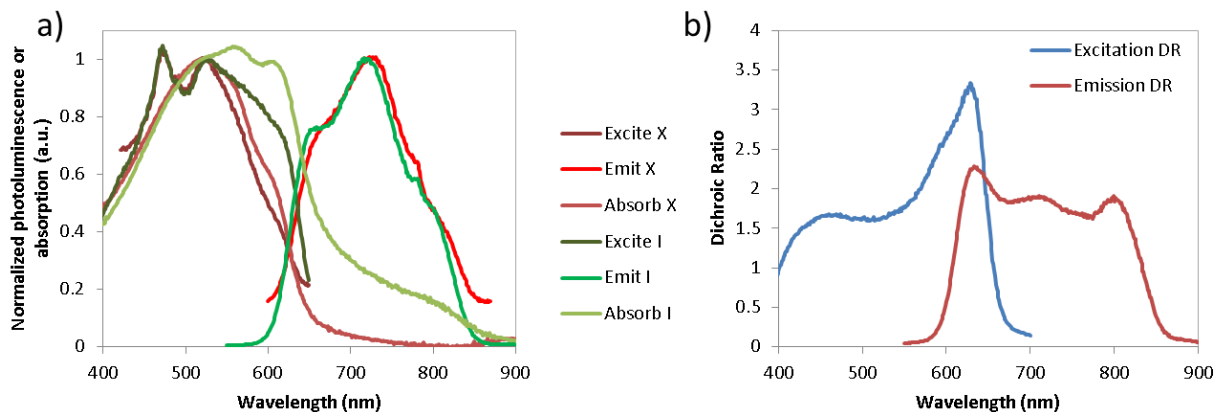 a)
Normalized photoluminescence or
absorption (a.u.)
1
0.8
0.6
0.4
0.2
0
400 500 600 700 800 900
Wavelength (nm)
Excite X
Emit X
Absorb X
Excite I
Emit I
Absorb I
b)
Dichroic Ratio
4
3.5
3
2.5
2
1.5
1
0.5
0
400 500 600 700 800 900
Wavelength (nm)
Excitation DR
Emission DR